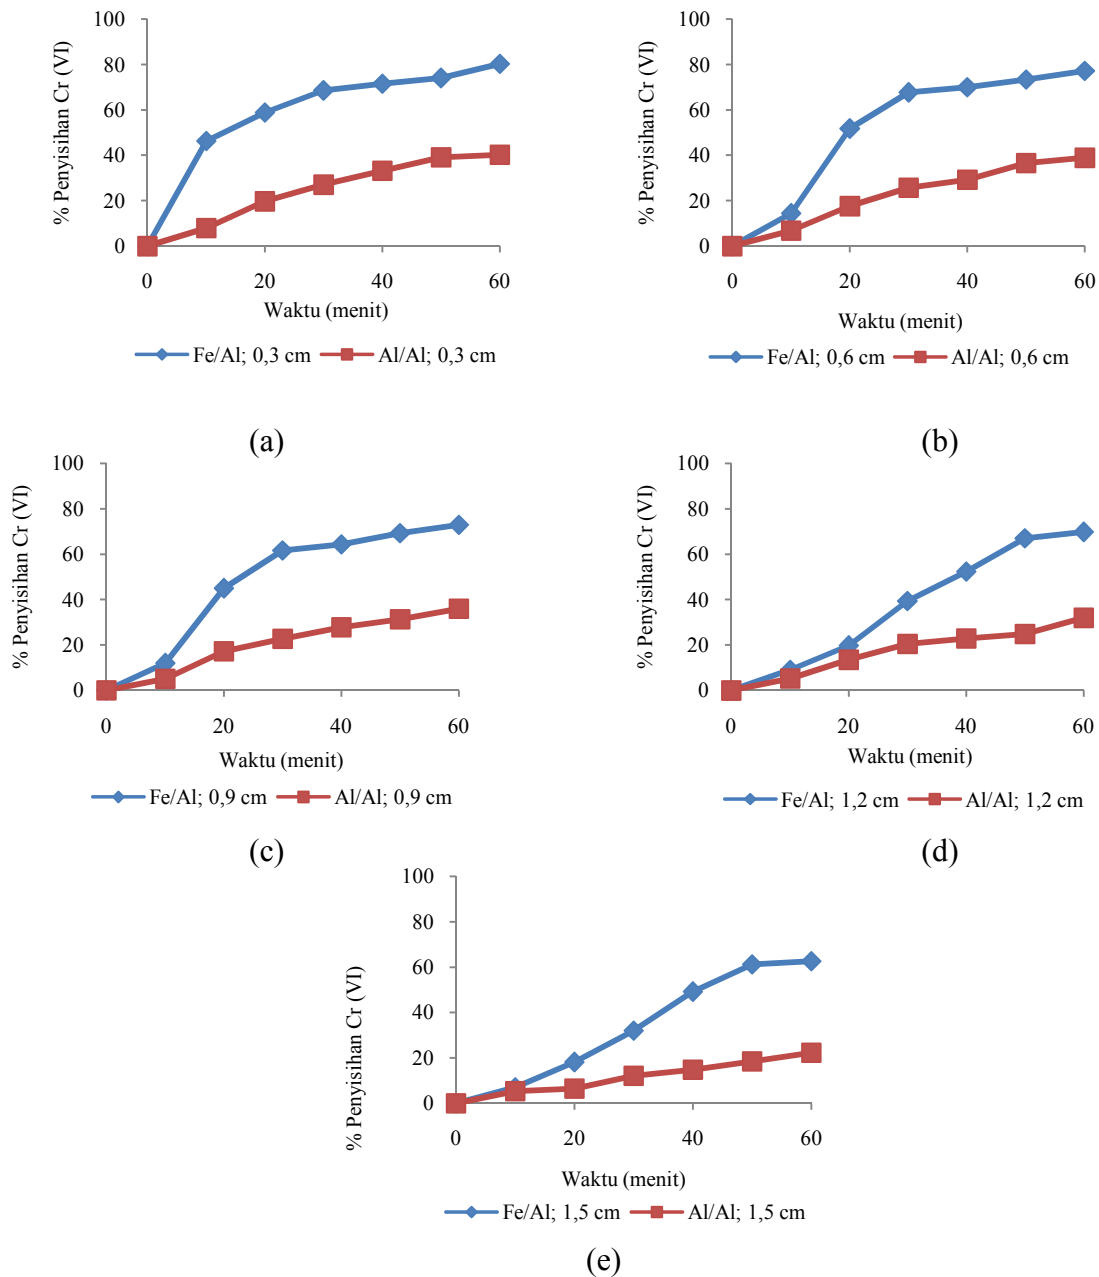 100
80
60
40
20
0
% Penyisihan Cr (VI)
0 20 40 60
Waktu (menit)
Fe/Al; 0,3 cm Al/Al; 0,3 cm
(a)
100
80
60
40
20
0
% Penyisihan Cr (VI)
0 20 40 60
Waktu (menit)
Fe/Al; 0,6 cm Al/Al; 0,6 cm
(b)
100
80
60
40
20
0
% Penyisihan Cr (VI)
0 20 40 60
Waktu (menit)
Fe/Al; 0,9 cm Al/Al; 0,9 cm
(c)
100
80
60
40
20
0
% Penyisihan Cr (VI)
0 20 40 60
Waktu (menit)
Fe/Al; 1,2 cm Al/Al; 1,2 cm
(d)
100
80
60
40
20
0
% Penyisihan Cr (VI)
0 20 40 60
Waktu (menit)
Fe/Al; 1,5 cm Al/Al; 1,5 cm
(e)